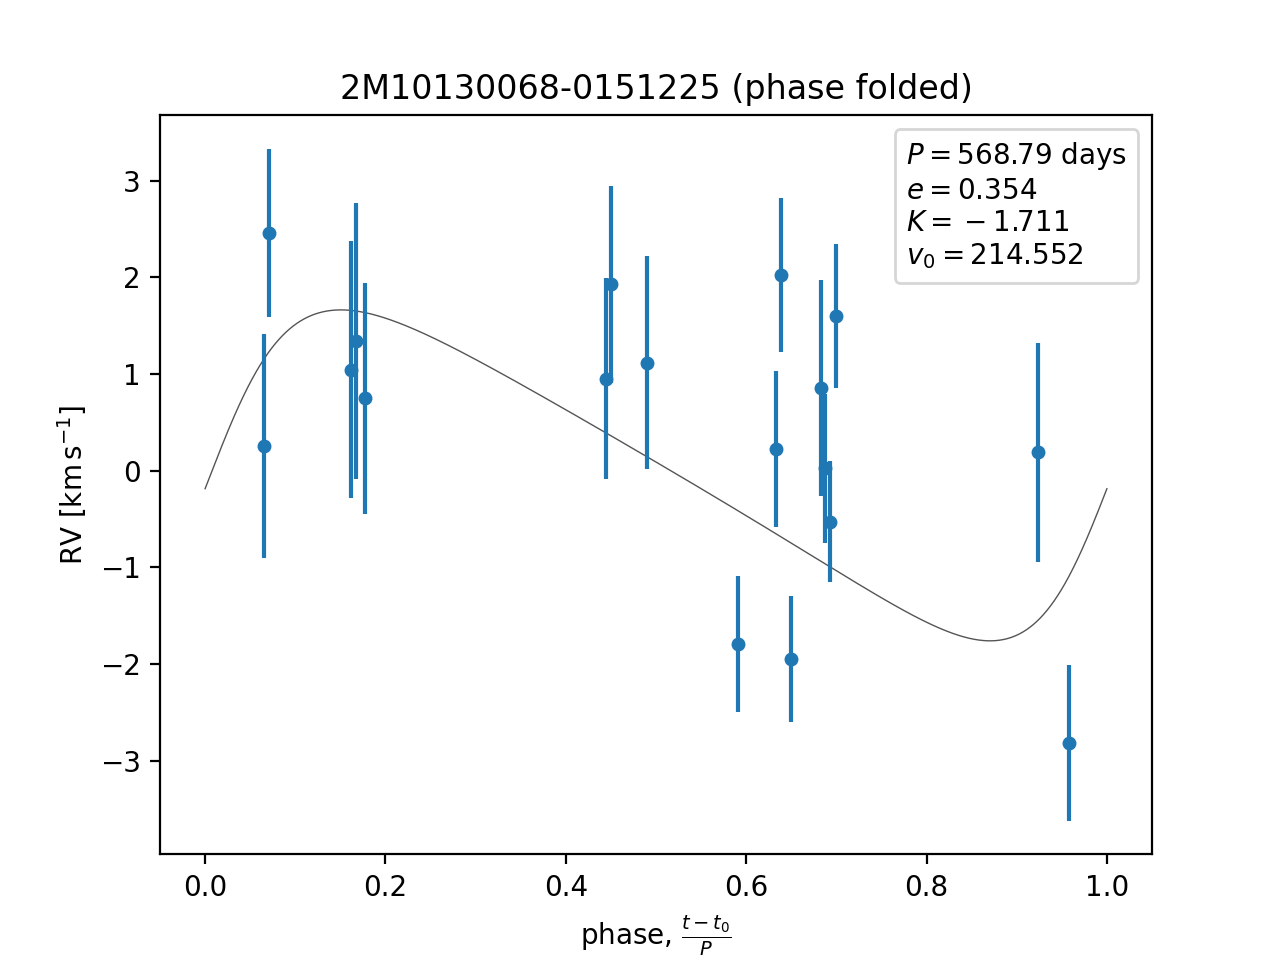 2M10130068-0151225 (phase folded)
P = 568.79 days
e = 0.354
K = −1.711
v₀ = 214.552
3
2
1
0
−1
−2
−3
RV [km s⁻¹]
0.0 0.2 0.4 0.6 0.8 1.0
phase, (t − t₀)/P